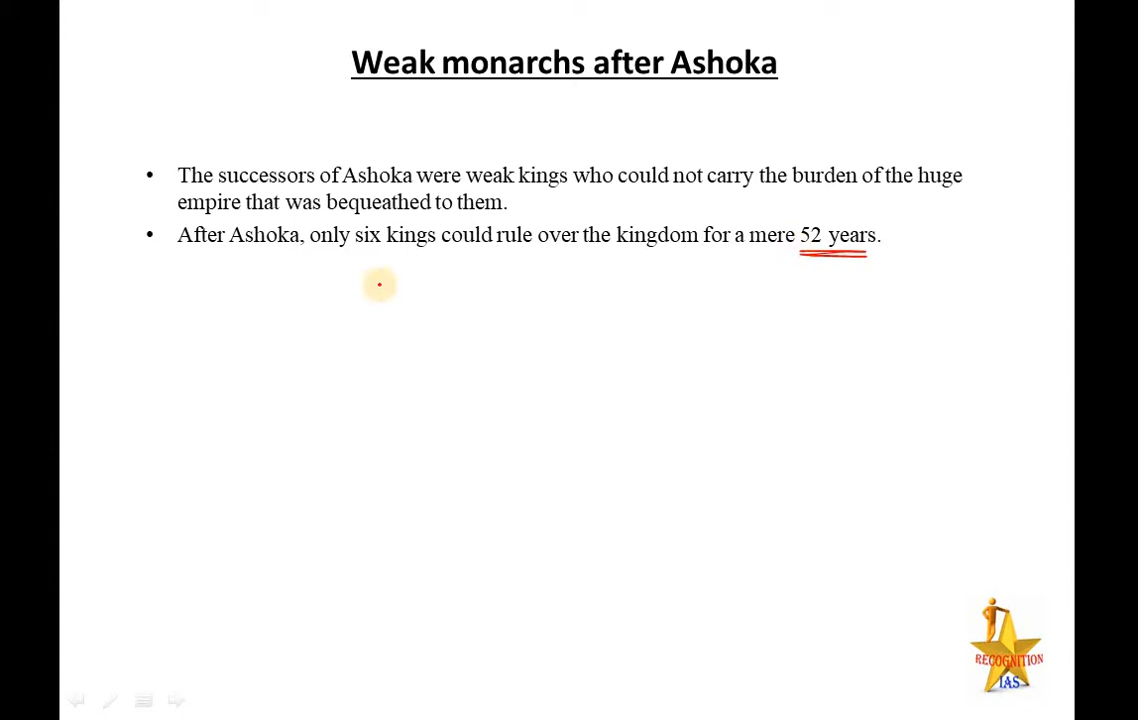 Weak monarchs after Ashoka
• The successors of Ashoka were weak kings who could not carry the burden of the huge
empire that was bequeathed to them.
• After Ashoka, only six kings could rule over the kingdom for a mere 52 years.
RECOGNITION
IAS